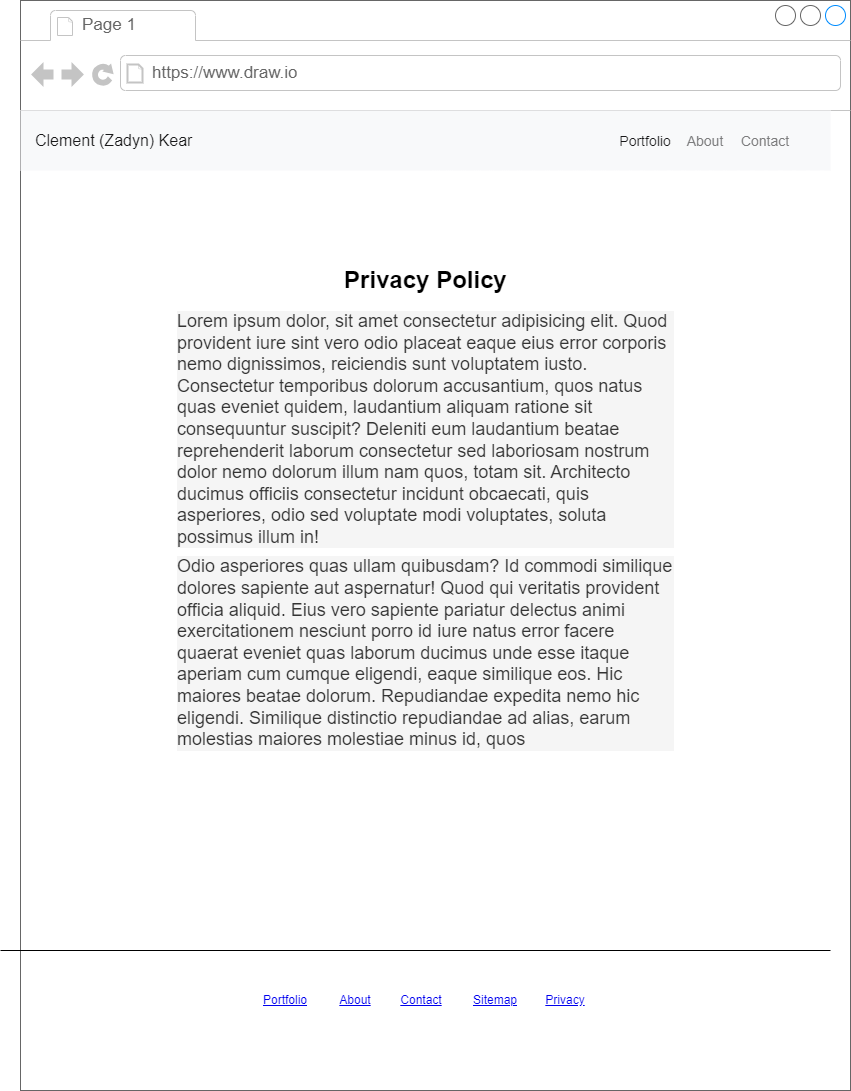 Page 1
https://www.draw.io
Clement (Zadyn) Kear
Portfolio About Contact
Privacy Policy
Lorem ipsum dolor, sit amet consectetur adipisicing elit. Quod
provident iure sint vero odio placeat eaque eius error corporis
nemo dignissimos, reiciendis sunt voluptatem iusto.
Consectetur temporibus dolorum accusantium, quos natus
quas eveniet quidem, laudantium aliquam ratione sit
consequuntur suscipit? Deleniti eum laudantium beatae
reprehenderit laborum consectetur sed laboriosam nostrum
dolor nemo dolorum illum nam quos, totam sit. Architecto
ducimus officiis consectetur incidunt obcaecati, quis
asperiores, odio sed voluptate modi voluptates, soluta
possimus illum in!
Odio asperiores quas ullam quibusdam? Id commodi similique
dolores sapiente aut aspernatur! Quod qui veritatis provident
officia aliquid. Eius vero sapiente pariatur delectus animi
exercitationem nesciunt porro id iure natus error facere
quaerat eveniet quas laborum ducimus unde esse itaque
aperiam cum cumque eligendi, eaque similique eos. Hic
maiores beatae dolorum. Repudiandae expedita nemo hic
eligendi. Similique distinctio repudiandae ad alias, earum
molestias maiores molestiae minus id, quos
Portfolio About Contact Sitemap Privacy